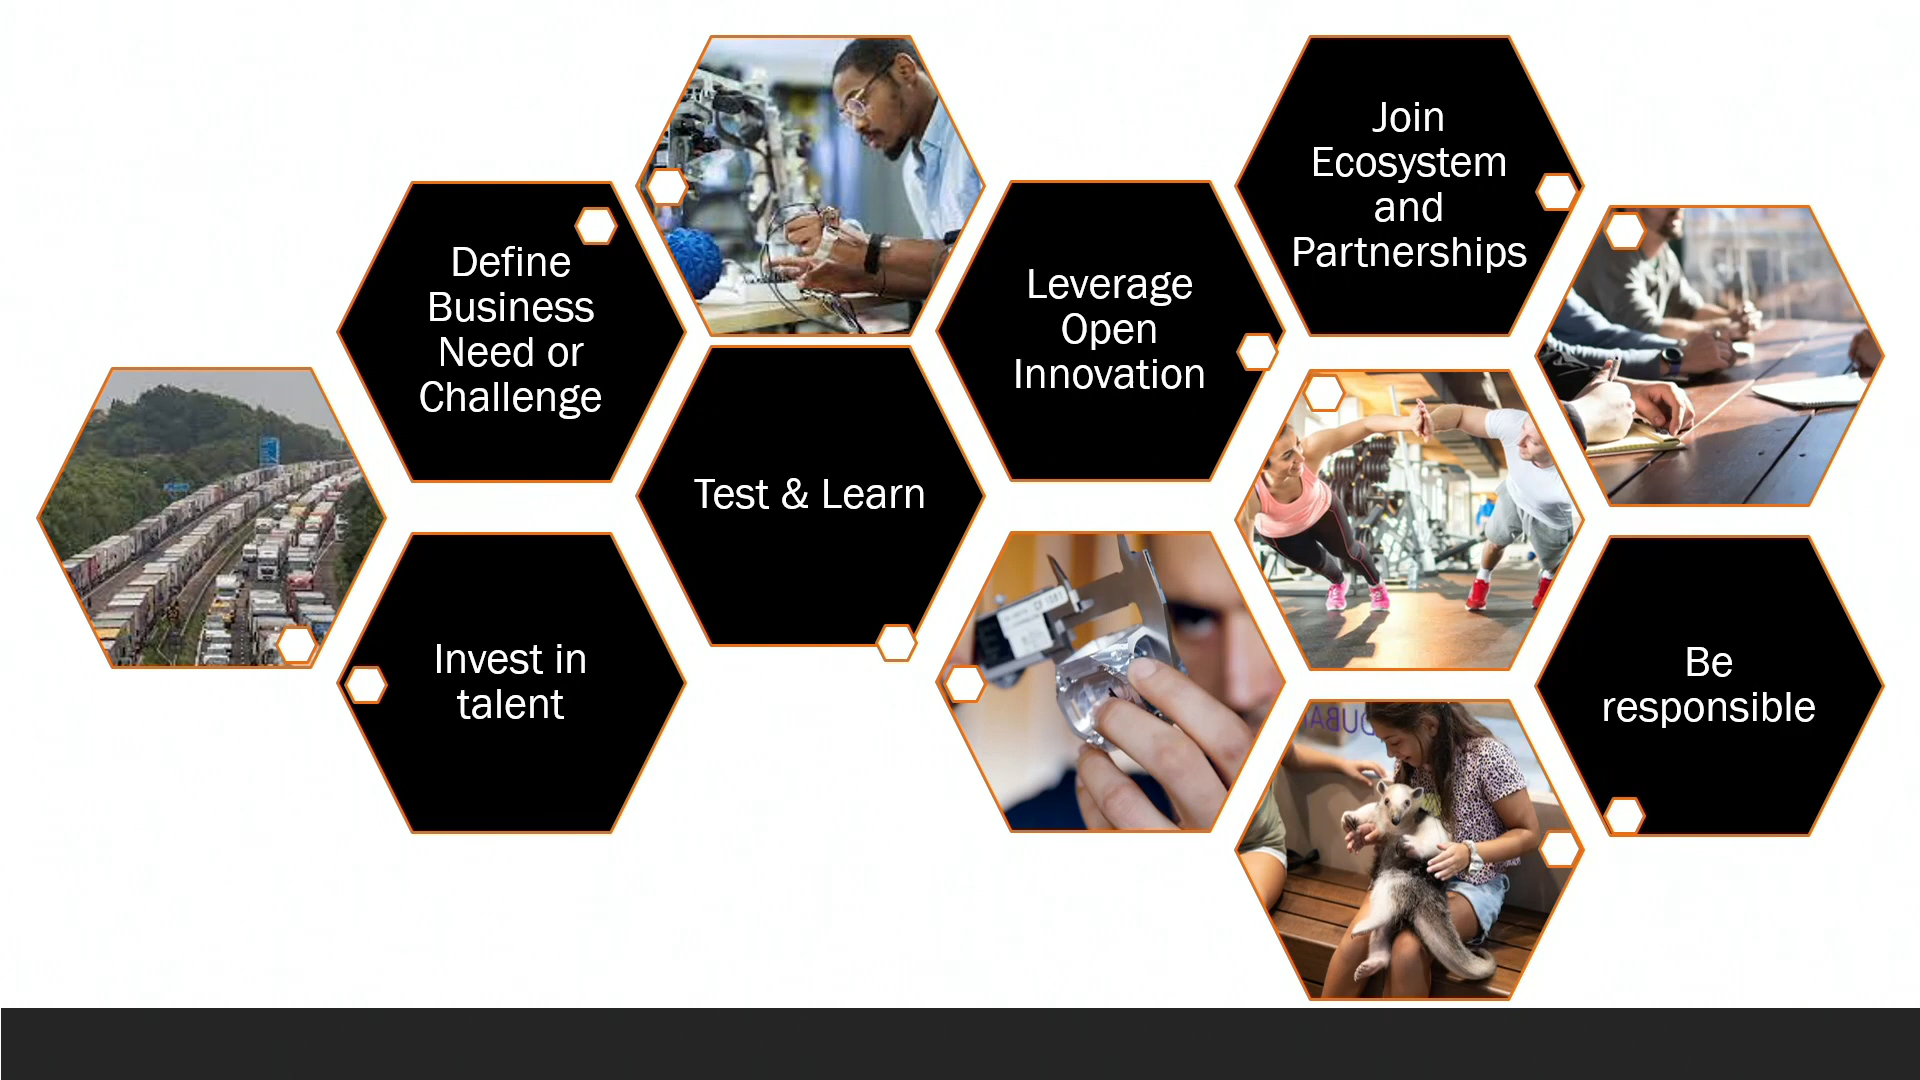 Define
Business
Need or
Challenge
Invest in
talent
Test & Learn
Leverage
Open
Innovation
Join
Ecosystem
and
Partnerships
Be
responsible